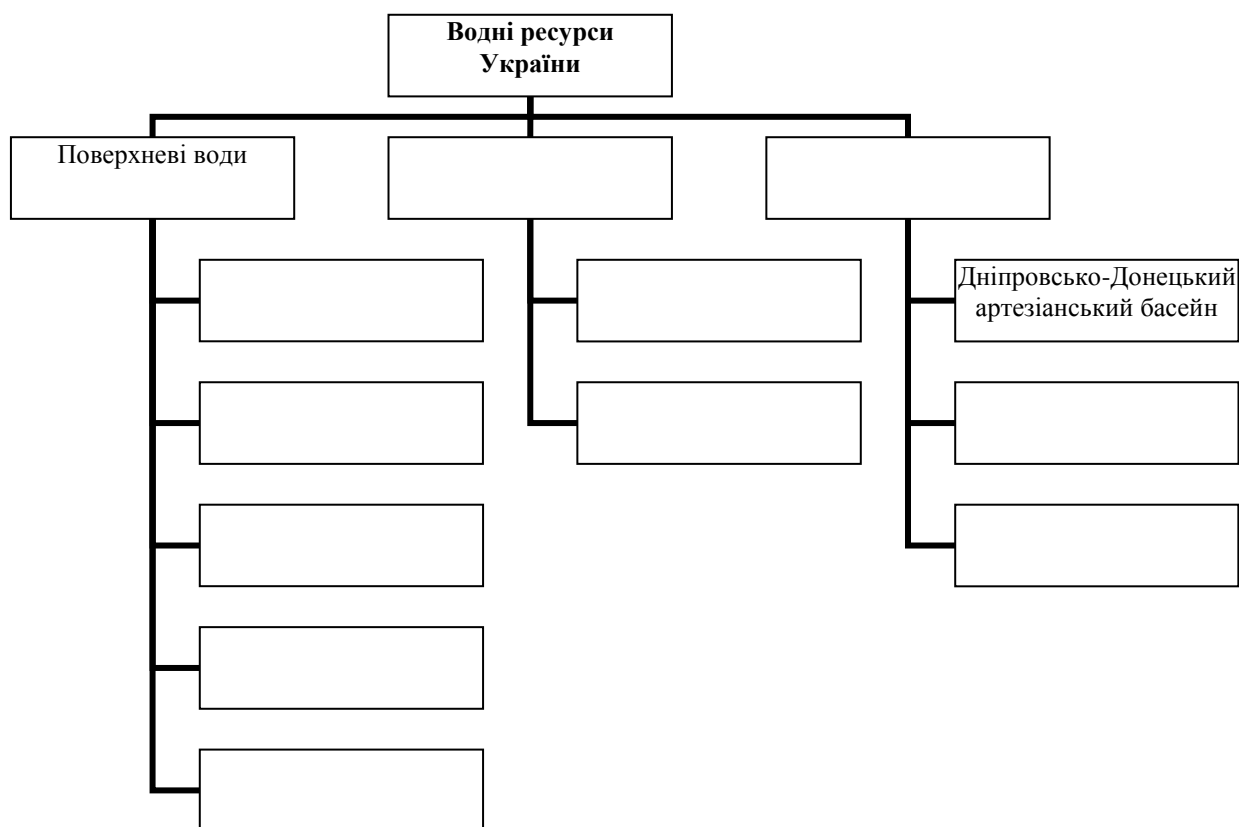 Водні ресурси
України
Поверхневі води
Дніпровсько-Донецький
артезіанський басейн